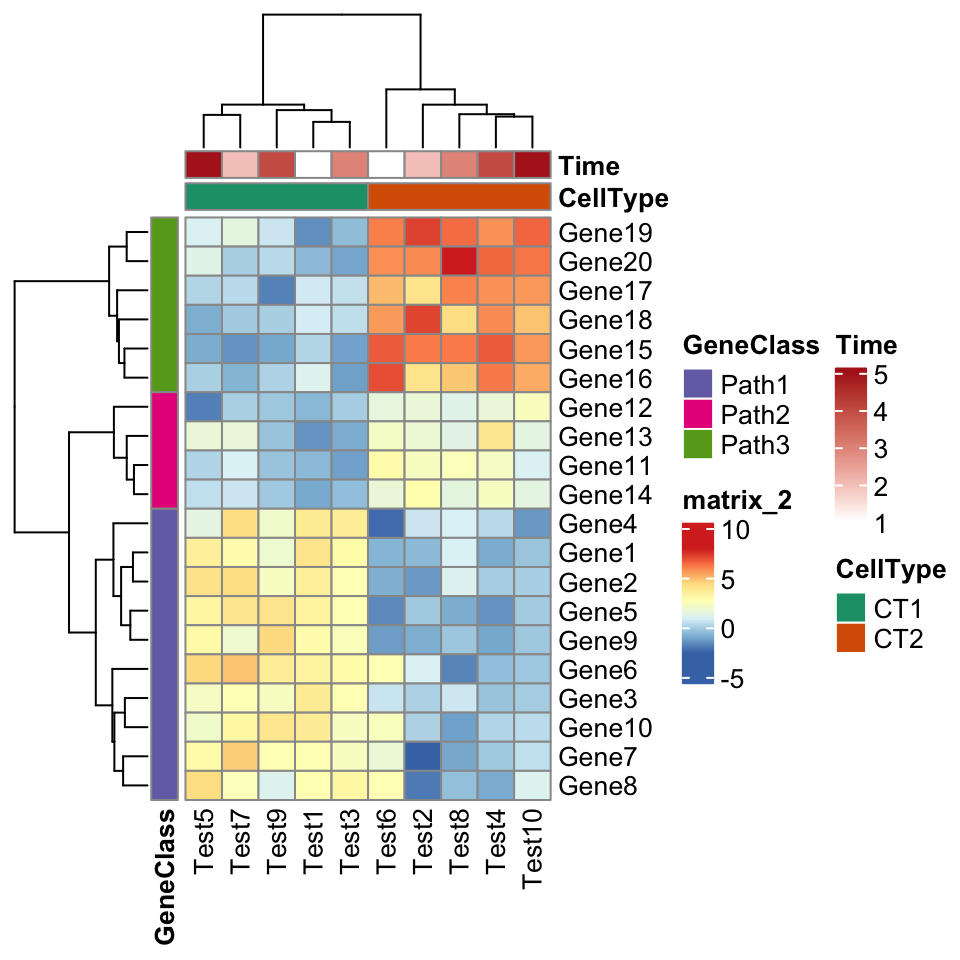 Time
CellType
Gene19
Gene20
Gene17
Gene18
Gene15
Gene16
Gene12
Gene13
Gene11
Gene14
Gene4
Gene1
Gene2
Gene5
Gene9
Gene6
Gene3
Gene10
Gene7
Gene8
GeneClass
Test5
Test7
Test9
Test1
Test3
Test6
Test2
Test8
Test4
Test10
GeneClass
Path1
Path2
Path3
matrix_2
10
5
0
-5
Time
5
4
3
2
1
CellType
CT1
CT2